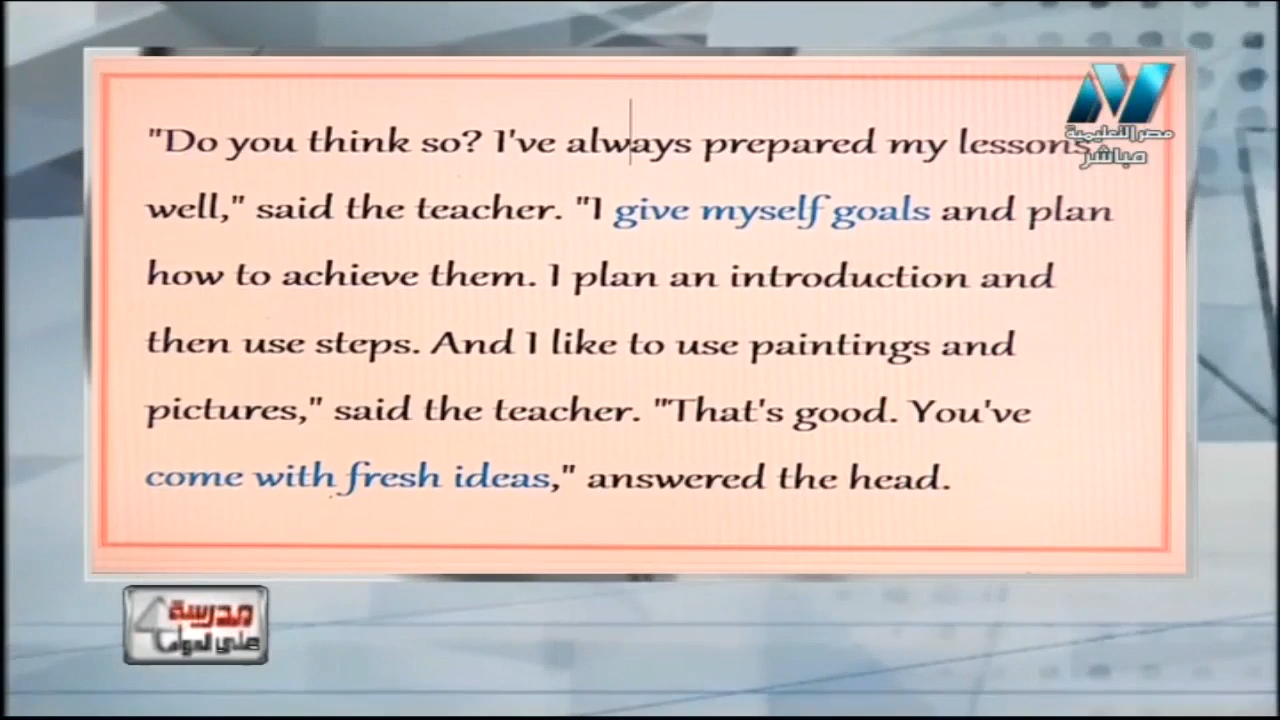 "Do you think so? I've always prepared my lessons
مصر التعليمية
مباشر
well," said the teacher. "I give myself goals and plan
how to achieve them. I plan an introduction and
then use steps. And I like to use paintings and
pictures," said the teacher. "That's good. You've
come with fresh ideas," answered the head.
مدرسة
على الهواء